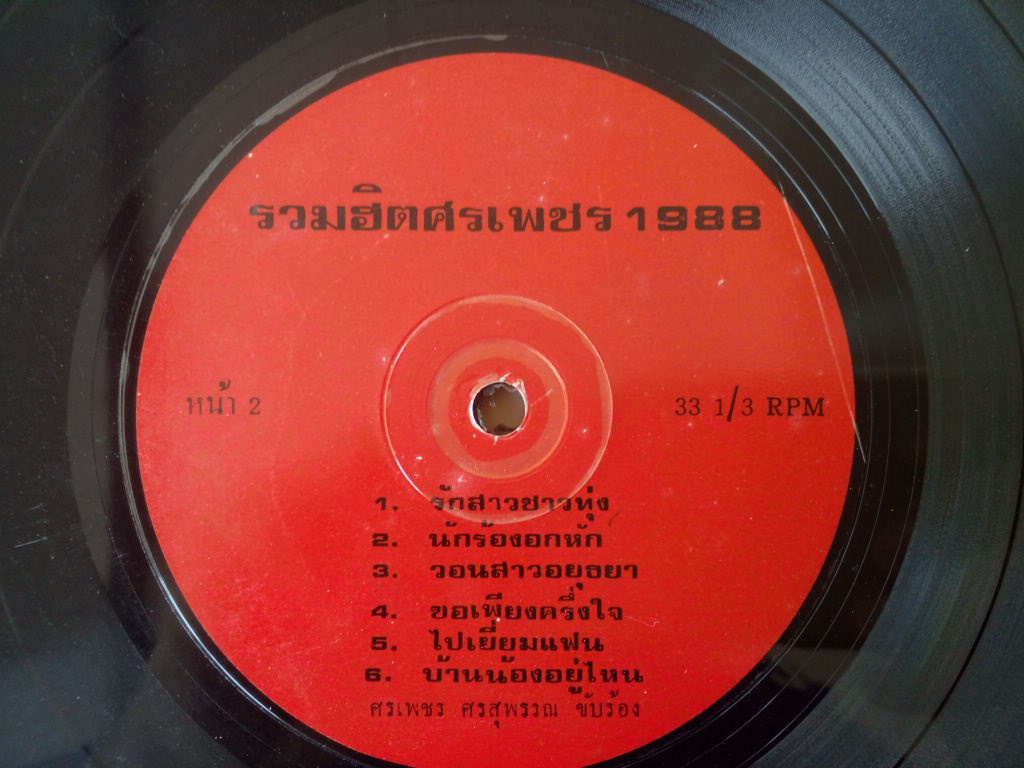 รวมฮิตศรเพชร 1988
หน้า 2
33 1/3 RPM
1. รักสาวชาวทุ่ง
2. นักร้องอกหัก
3. วอนสาวอยุธยา
4. ขอเพียงครึ่งใจ
5. ไปเยี่ยมแฟน
6. บ้านน้องอยู่ไหน
ศรเพชร ศรสุพรรณ ขับร้อง